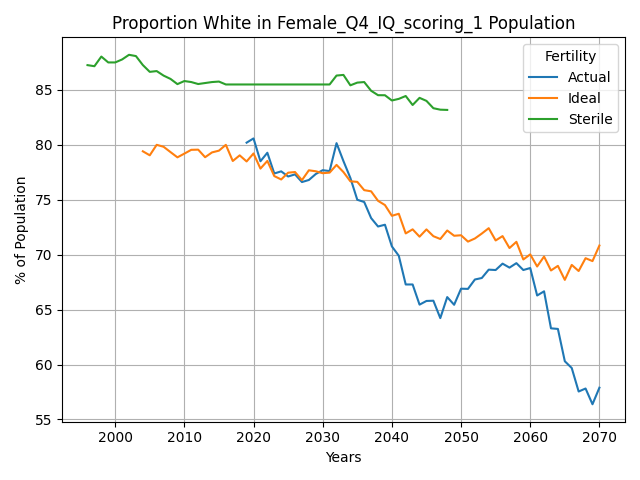 Proportion White in Female_Q4_IQ_scoring_1 Population
% of Population
85
80
75
70
65
60
55
2000
2010
2020
2030
2040
2050
2060
2070
Years
Fertility
Actual
Ideal
Sterile